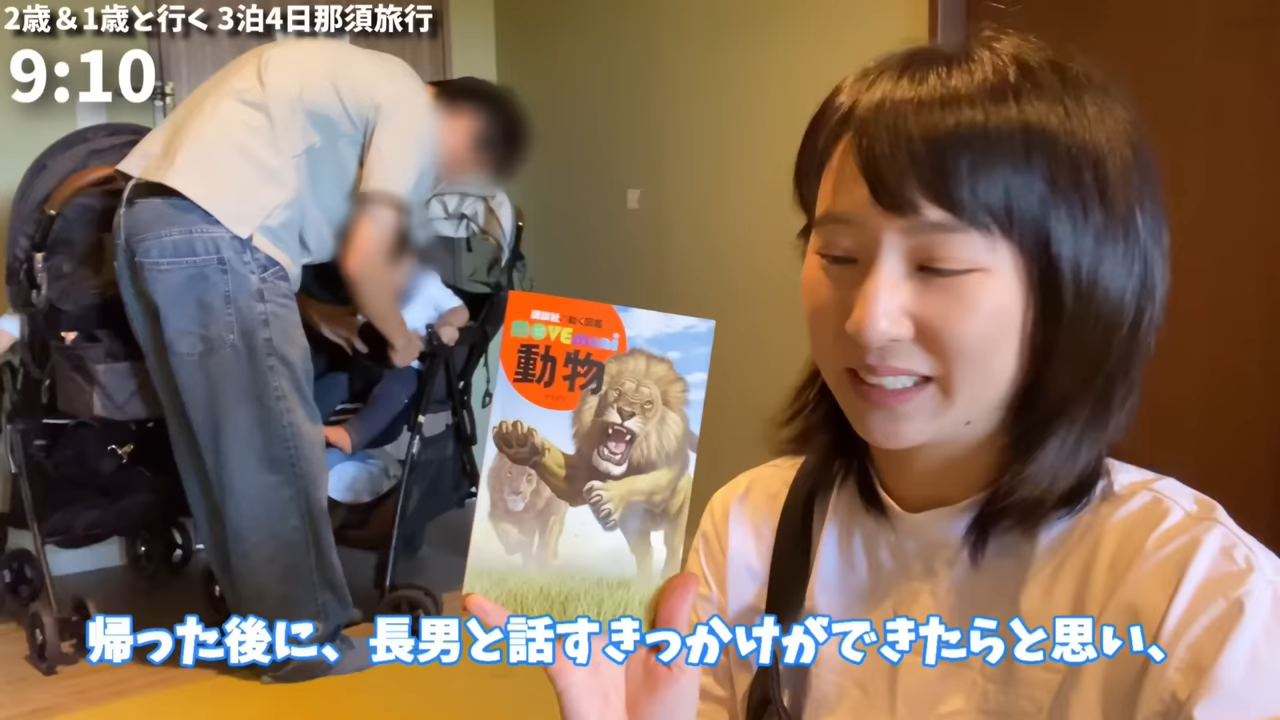 2歳&1歳と行く 3泊4日那須旅行
9:10
講談社の動く図鑑
MOVE mini
動物
帰った後に、長男と話すきっかけができたらと思い、